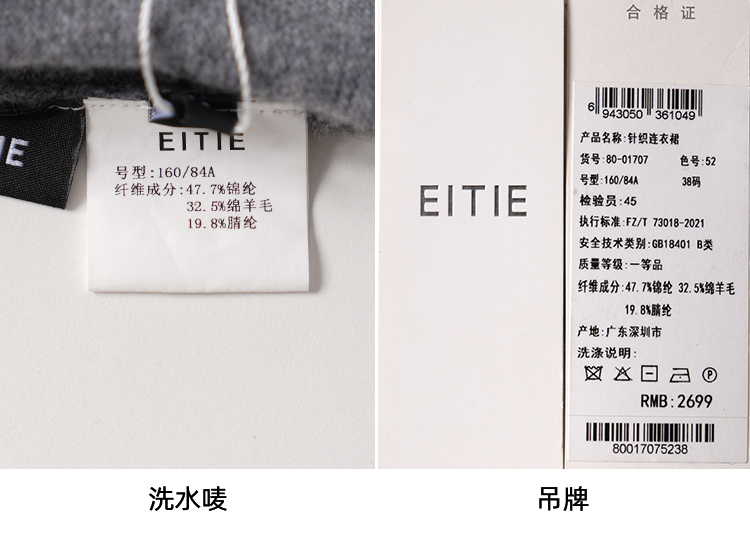 IE
EITIE
号型:160/84A
纤维成分:47.7%锦纶
32.5%绵羊毛
19.8%腈纶
洗水唛
EITIE
合格证
6 943050 361049
产品名称:针织连衣裙
货号:80-01707 色号:52
号型:160/84A 38码
检验员:45
执行标准:FZ/T 73018-2021
安全技术类别:GB18401 B类
质量等级:一等品
纤维成分:47.7%锦纶 32.5%绵羊毛
19.8%腈纶
产地:广东深圳市
洗涤说明:
P
RMB:2699
80017075238
吊牌